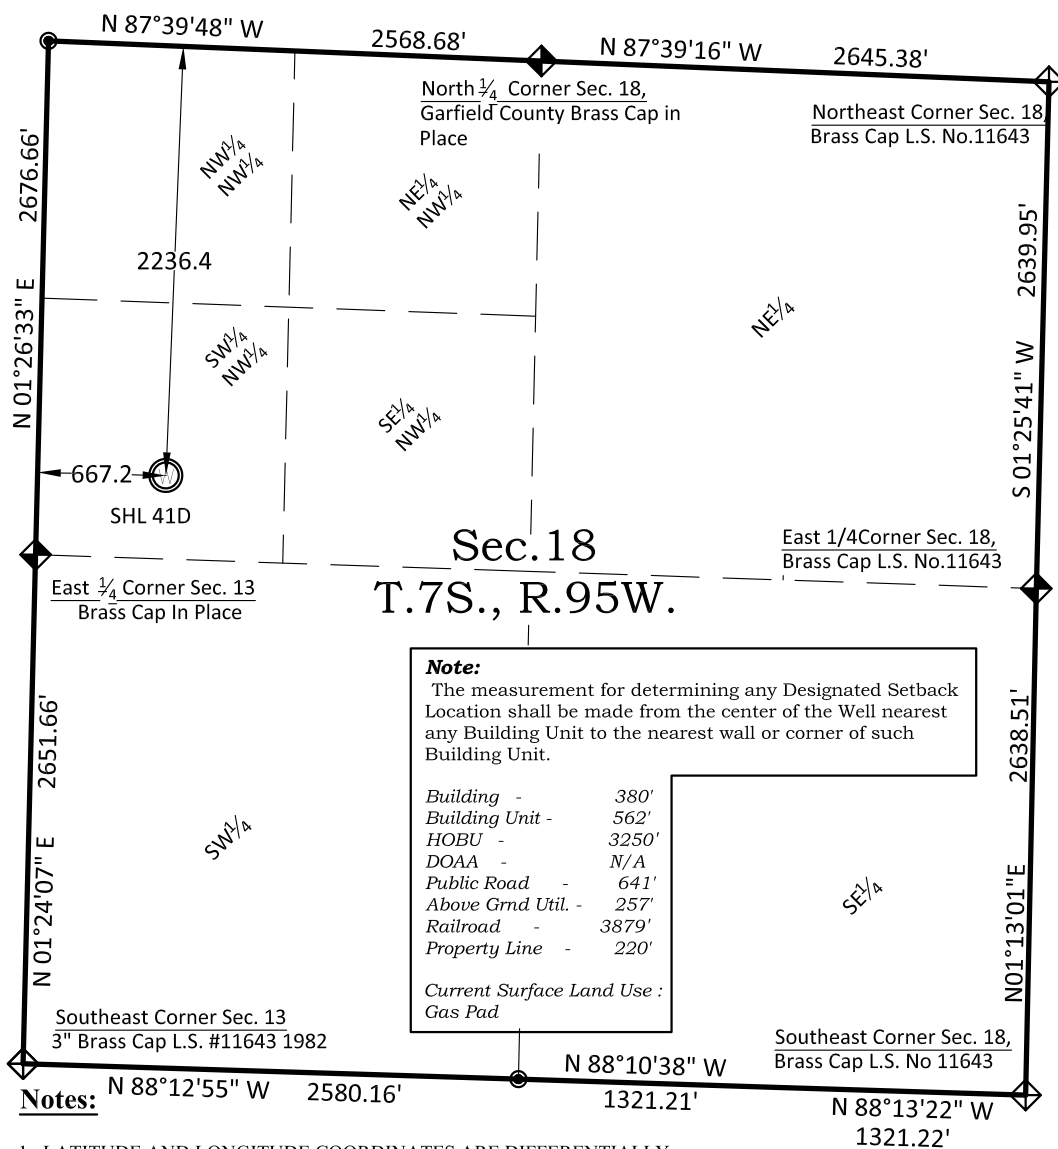 N 87°39'48" W
2568.68'
N 87°39'16" W
2645.38'
North 1/4 Corner Sec. 18,
Garfield County Brass Cap in
Place
Northeast Corner Sec. 18,
Brass Cap L.S. No.11643
2676.66'
N 01°26'33" E
NW1/4
NW1/4
NE1/4
NW1/4
2236.4
2639.95'
S 01°25'41" W
NE1/4
SW1/4
NW1/4
SE1/4
NW1/4
667.2
W
SHL 41D
Sec.18
T.7S., R.95W.
East 1/4Corner Sec. 18,
Brass Cap L.S. No.11643
East 1/4 Corner Sec. 13
Brass Cap In Place
2651.66'
N 01°24'07" E
Note:
The measurement for determining any Designated Setback
Location shall be made from the center of the Well nearest
any Building Unit to the nearest wall or corner of such
Building Unit.
Building - 380'
Building Unit - 562'
HOBU - 3250'
DOAA - N/A
Public Road - 641'
Above Grnd Util. - 257'
Railroad - 3879'
Property Line - 220'
Current Surface Land Use :
Gas Pad
2638.51'
N01°13'01"E
SW1/4
SE1/4
Southeast Corner Sec. 13
3" Brass Cap L.S. #11643 1982
Southeast Corner Sec. 18,
Brass Cap L.S. No 11643
N 88°12'55" W
2580.16'
N 88°10'38" W
1321.21'
N 88°13'22" W
1321.22'
Notes:
1. LATITUDE AND LONGITUDE COORDINATES ARE DIFFERENTIALLY